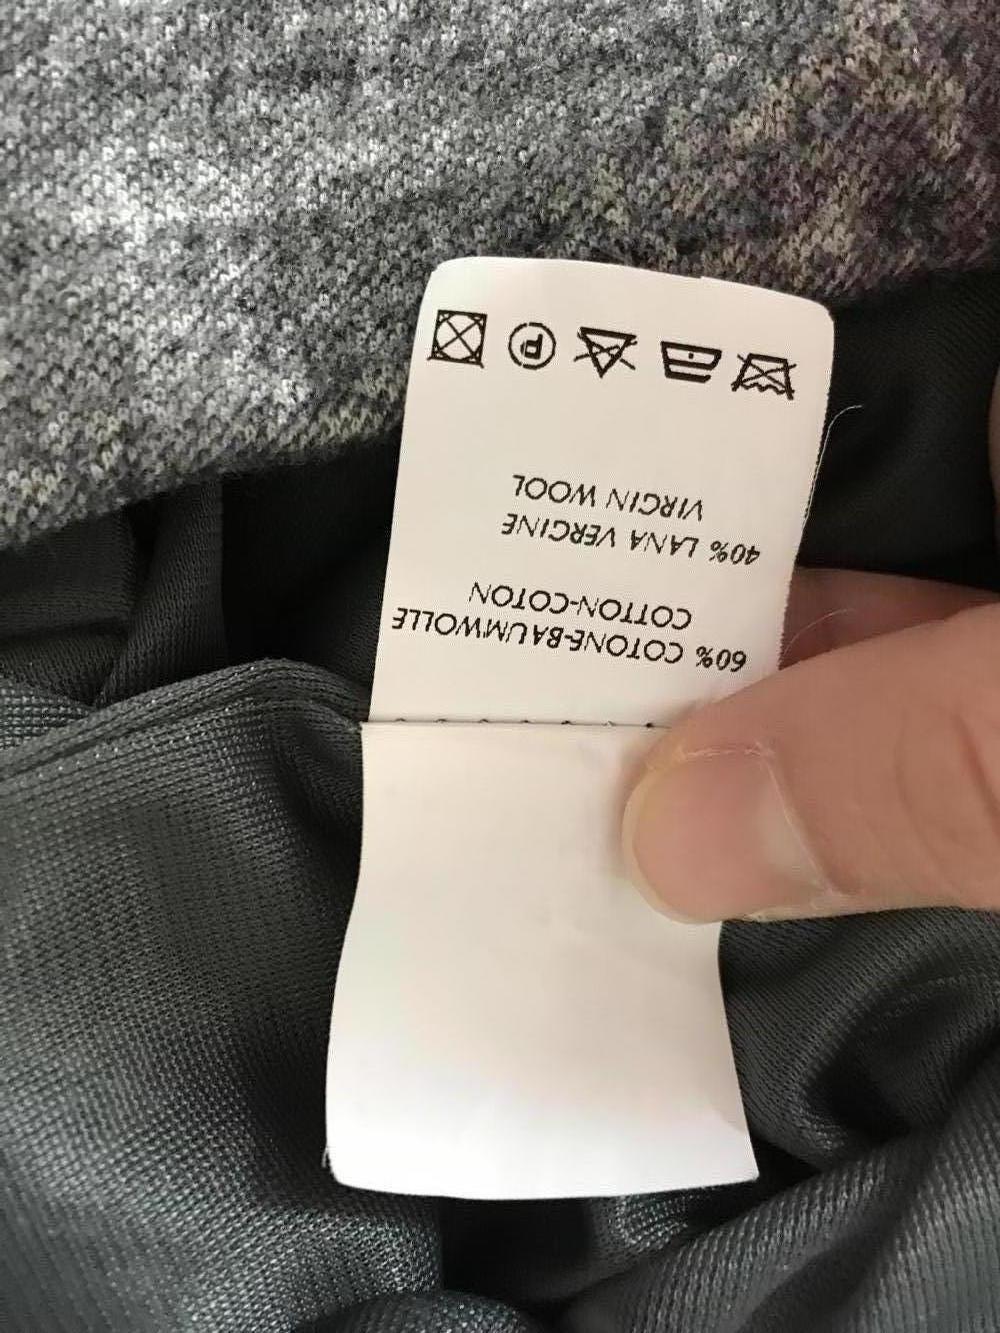 60% COTONE-BAUMWOLLE
COTTON-COTON
40% LANA VERGINE
VIRGIN WOOL
P